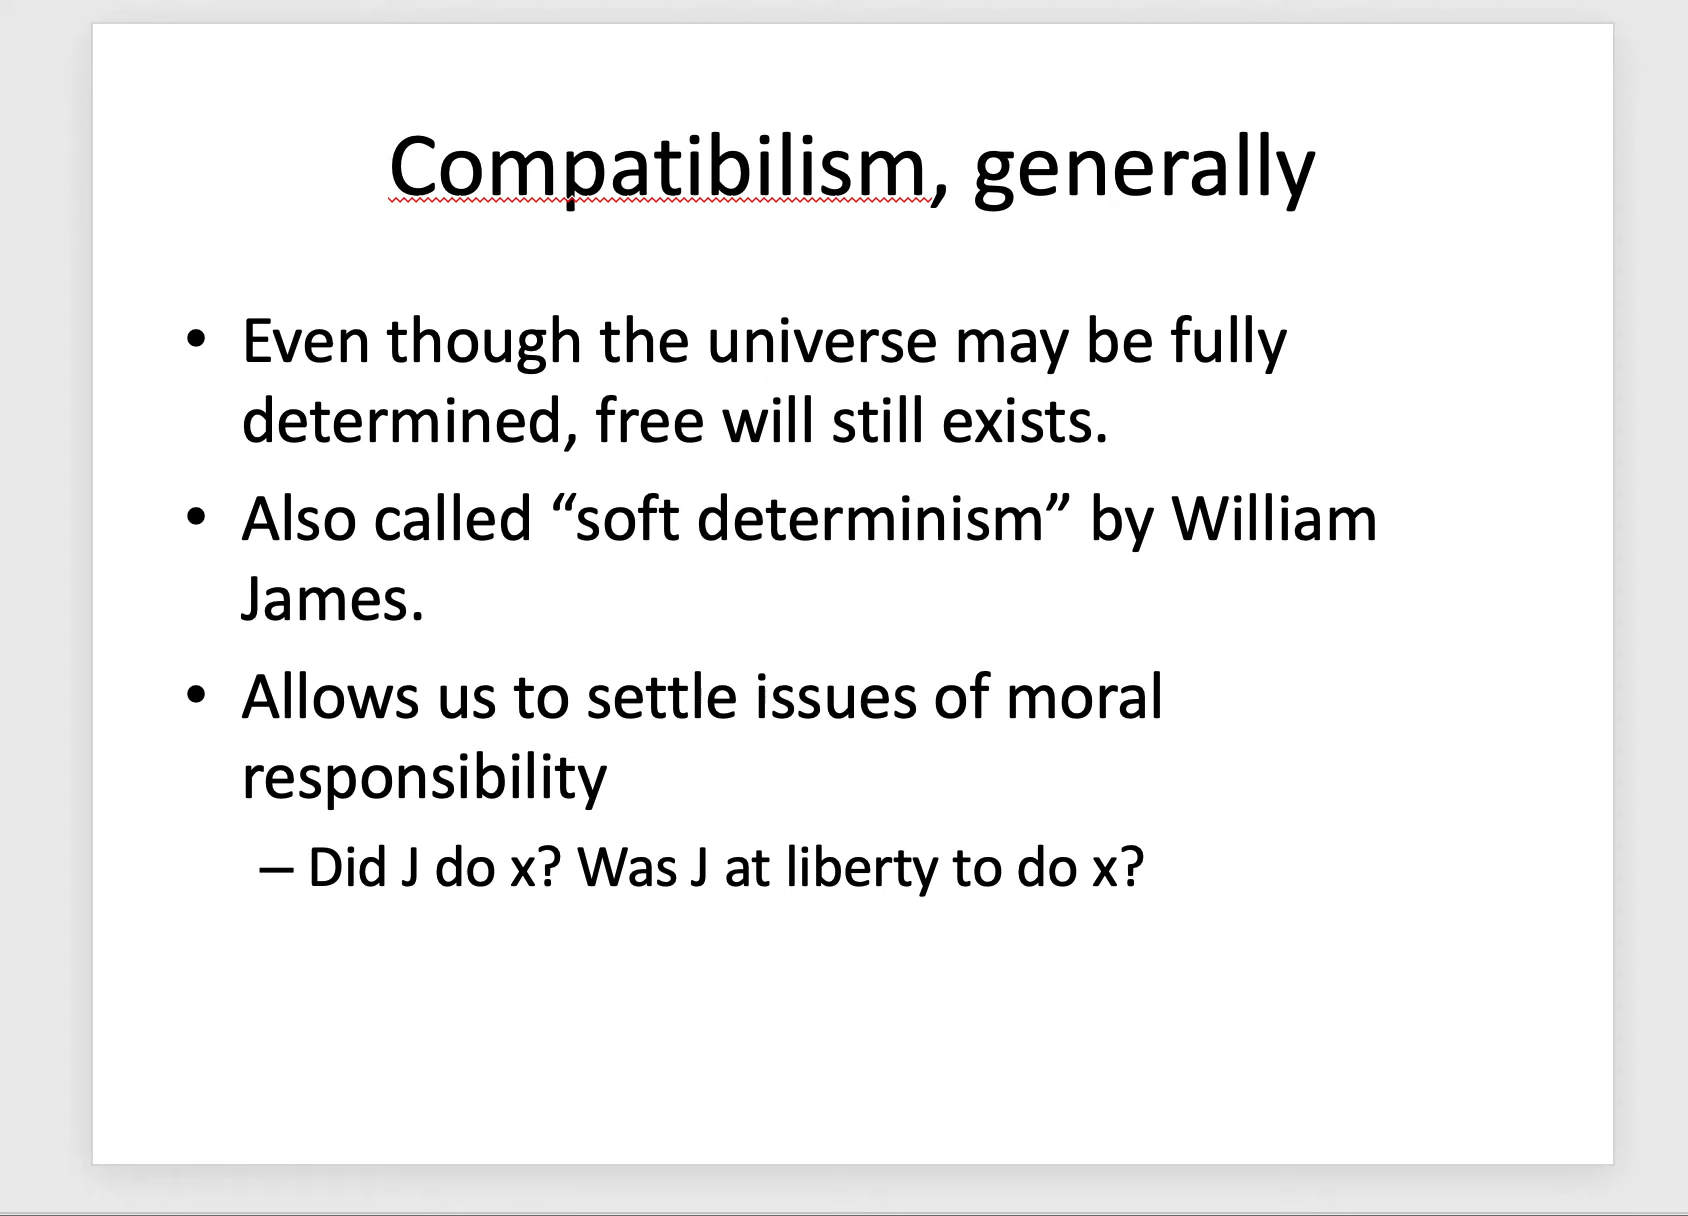 Compatibilism, generally
• Even though the universe may be fully
determined, free will still exists.
• Also called “soft determinism” by William
James.
• Allows us to settle issues of moral
responsibility
– Did J do x? Was J at liberty to do x?